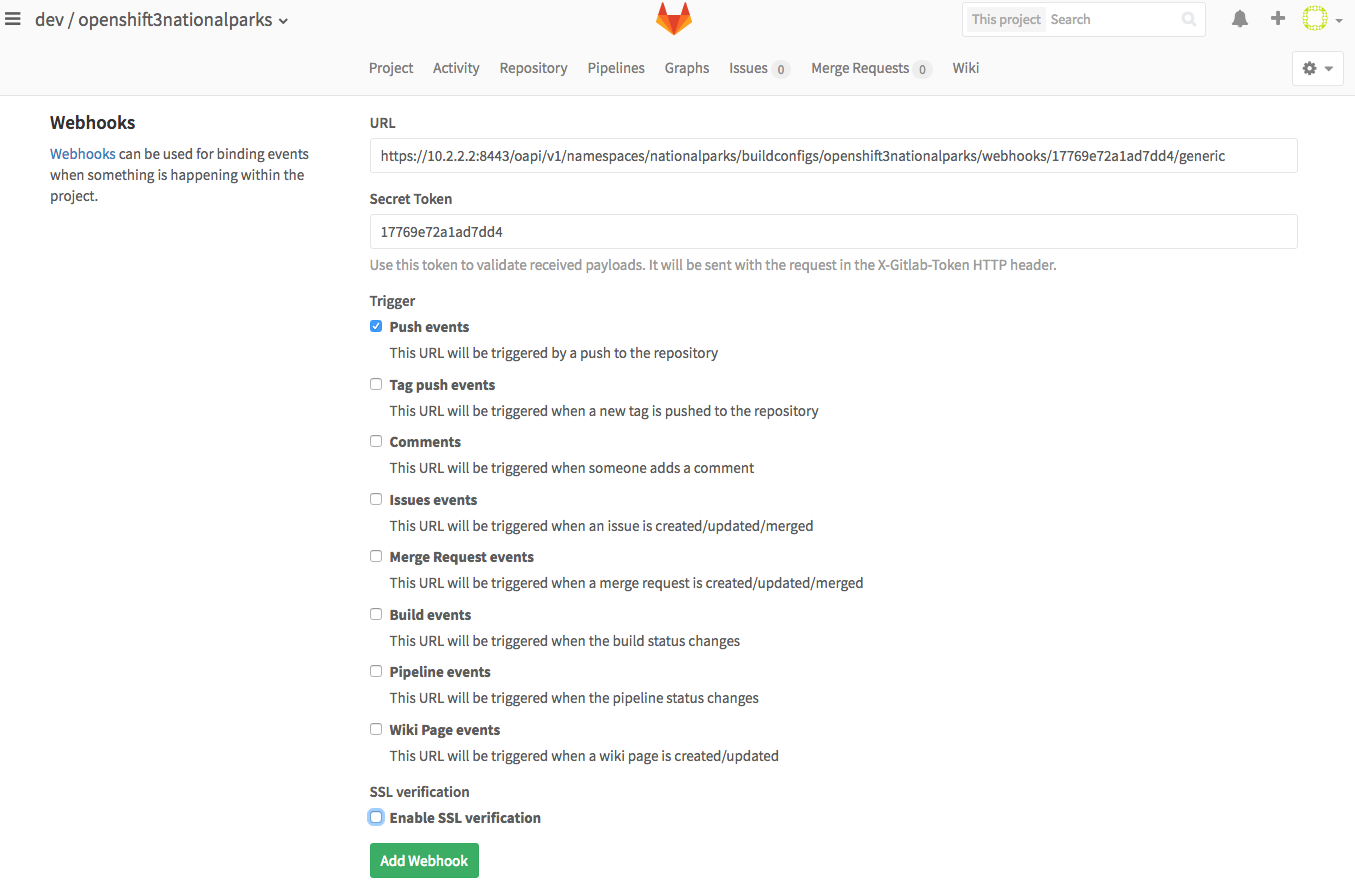 dev / openshift3nationalparks
This project Search
Project Activity Repository Pipelines Graphs Issues 0 Merge Requests 0 Wiki
Webhooks
Webhooks can be used for binding events
when something is happening within the
project.
URL
https://10.2.2.2:8443/oapi/v1/namespaces/nationalparks/buildconfigs/openshift3nationalparks/webhooks/17769e72a1ad7dd4/generic
Secret Token
17769e72a1ad7dd4
Use this token to validate received payloads. It will be sent with the request in the X-Gitlab-Token HTTP header.
Trigger
Push events
This URL will be triggered by a push to the repository
Tag push events
This URL will be triggered when a new tag is pushed to the repository
Comments
This URL will be triggered when someone adds a comment
Issues events
This URL will be triggered when an issue is created/updated/merged
Merge Request events
This URL will be triggered when a merge request is created/updated/merged
Build events
This URL will be triggered when the build status changes
Pipeline events
This URL will be triggered when the pipeline status changes
Wiki Page events
This URL will be triggered when a wiki page is created/updated
SSL verification
Enable SSL verification
Add Webhook